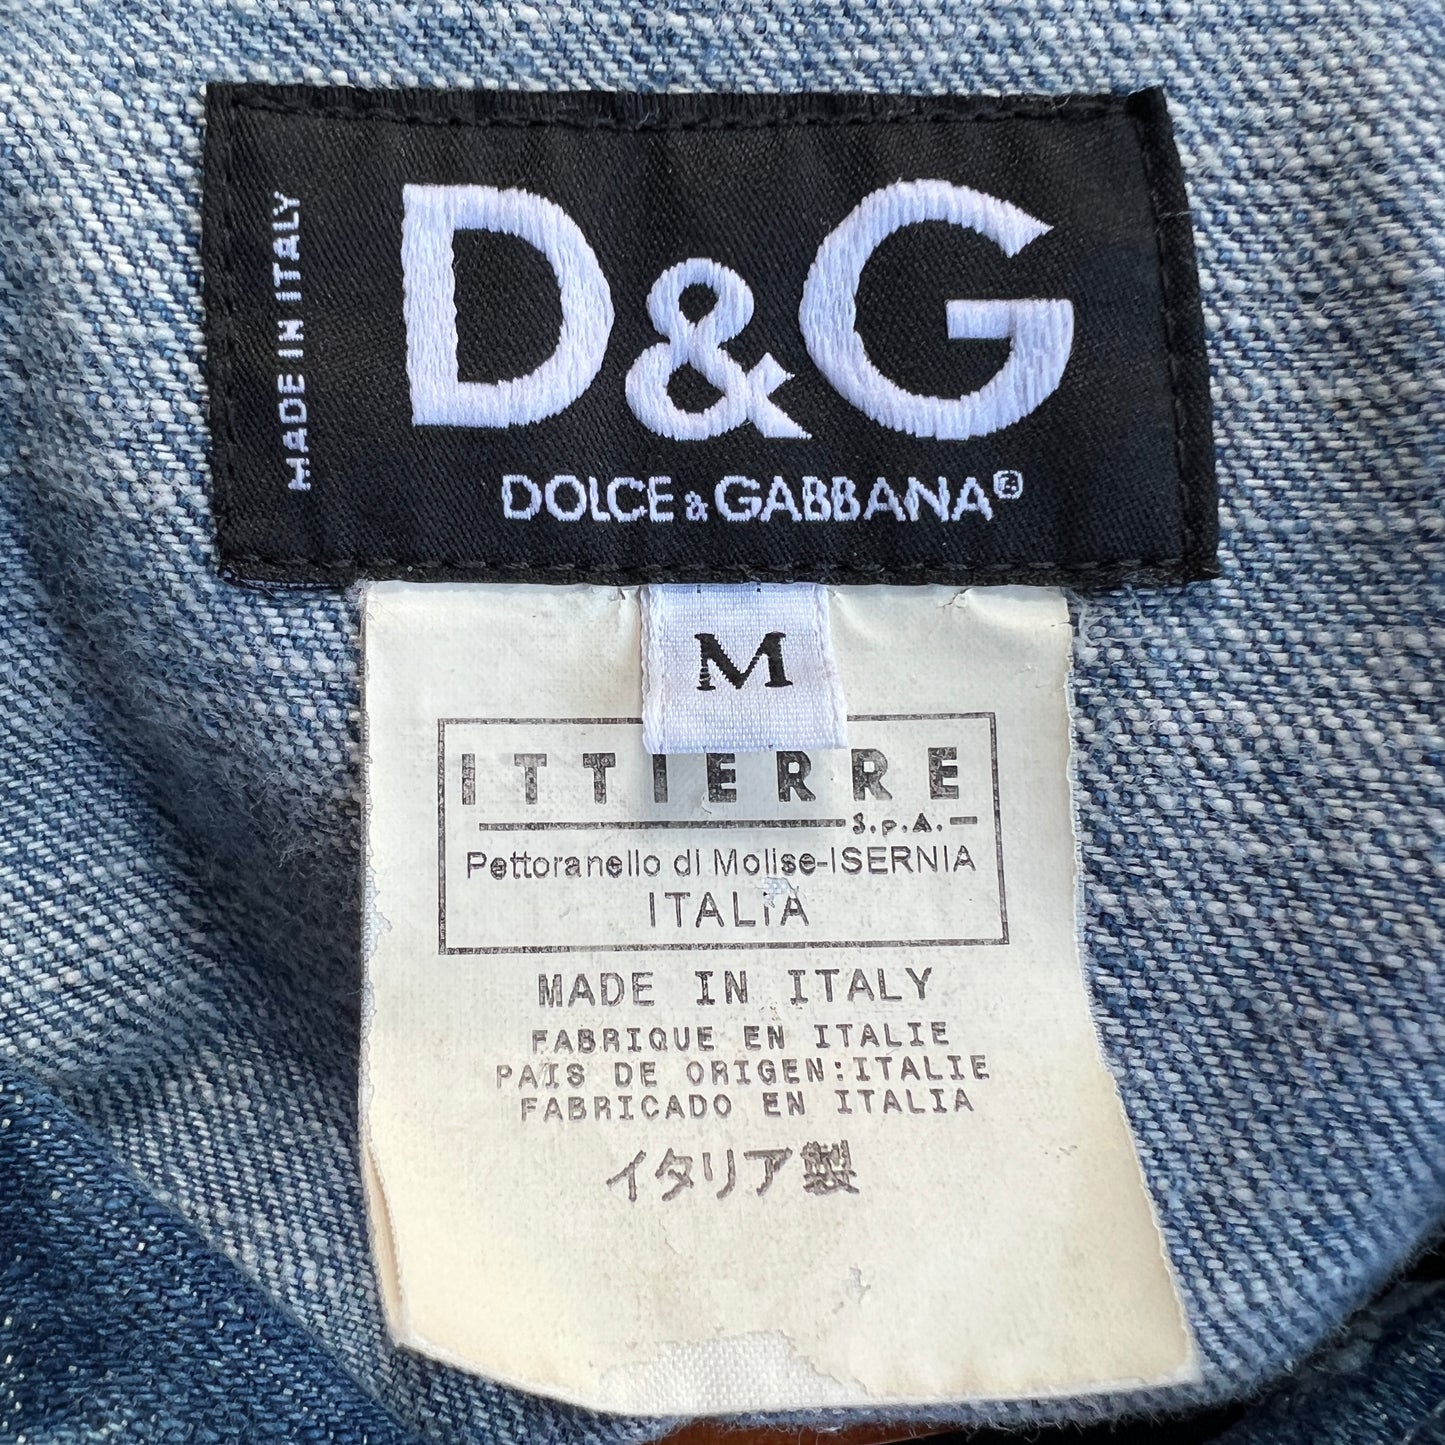 MADE IN ITALY
D&G
DOLCE & GABBANA®
M
ITTIERRE
S.p.A.
Pettoranello di Molise-ISERNIA
ITALIA
MADE IN ITALY
FABRIQUE EN ITALIE
PAIS DE ORIGEN:ITALIE
FABRICADO EN ITALIA
イタリア製